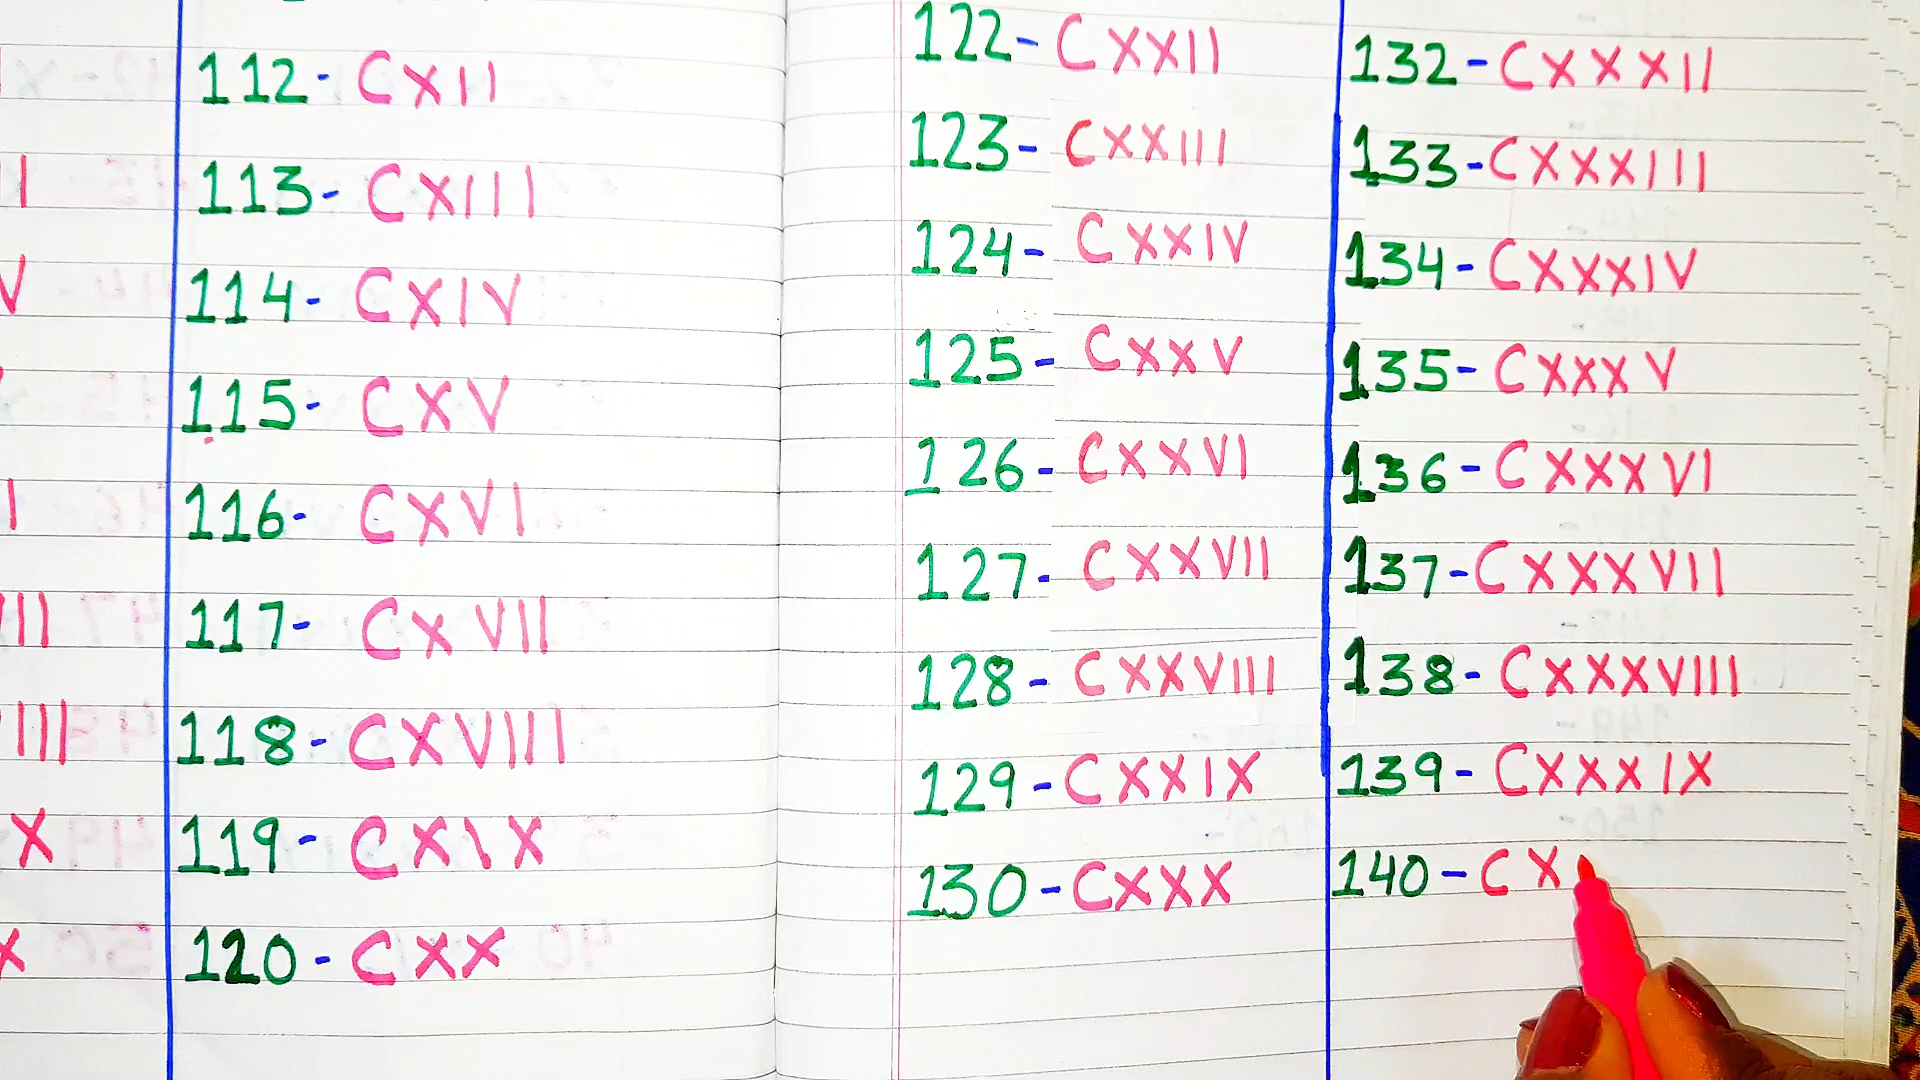 112- CXII
113- CXIII
114- CXIV
115- CXV
116- CXVI
117- CXVII
118- CXVIII
119- CXIX
120- CXX
122- CXXII
123- CXXIII
124- CXXIV
125- CXXV
126- CXXVI
127- CXXVII
128- CXXVIII
129- CXXIX
130- CXXX
132- CXXXII
133- CXXXIII
134- CXXXIV
135- CXXXV
136- CXXXVI
137- CXXXVII
138- CXXXVIII
139- CXXXIX
140- CX